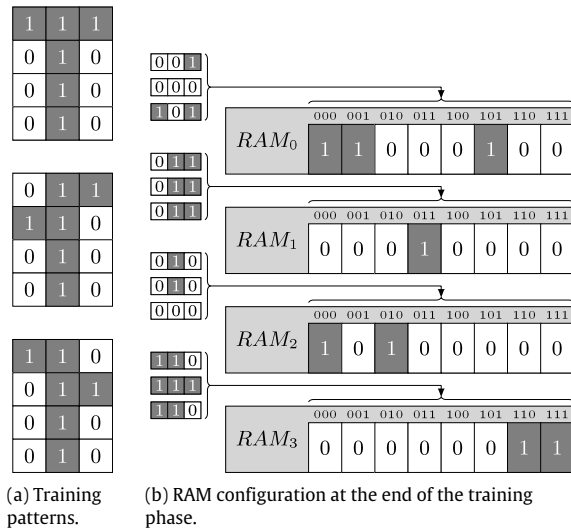 1 1 1
0 1 0
0 1 0
0 1 0
0 1 1
1 1 0
0 1 0
0 1 0
1 1 0
0 1 1
0 1 0
0 1 0
(a) Training
patterns.
0 0 1
0 0 0
1 0 1
000 001 010 011 100 101 110 111
RAM₀ 1 1 0 0 0 1 0 0
0 1 1
0 1 1
0 1 1
000 001 010 011 100 101 110 111
RAM₁ 0 0 0 1 0 0 0 0
0 1 0
0 1 0
0 0 0
000 001 010 011 100 101 110 111
RAM₂ 1 0 1 0 0 0 0 0
1 1 0
1 1 1
1 1 0
000 001 010 011 100 101 110 111
RAM₃ 0 0 0 0 0 0 1 1
(b) RAM configuration at the end of the training
phase.